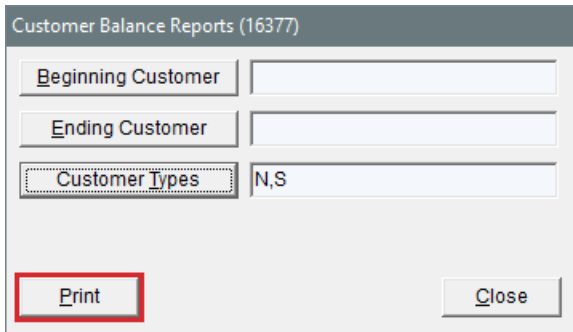 Customer Balance Reports (16377)
Beginning Customer
Ending Customer
Customer Types N,S
Print Close